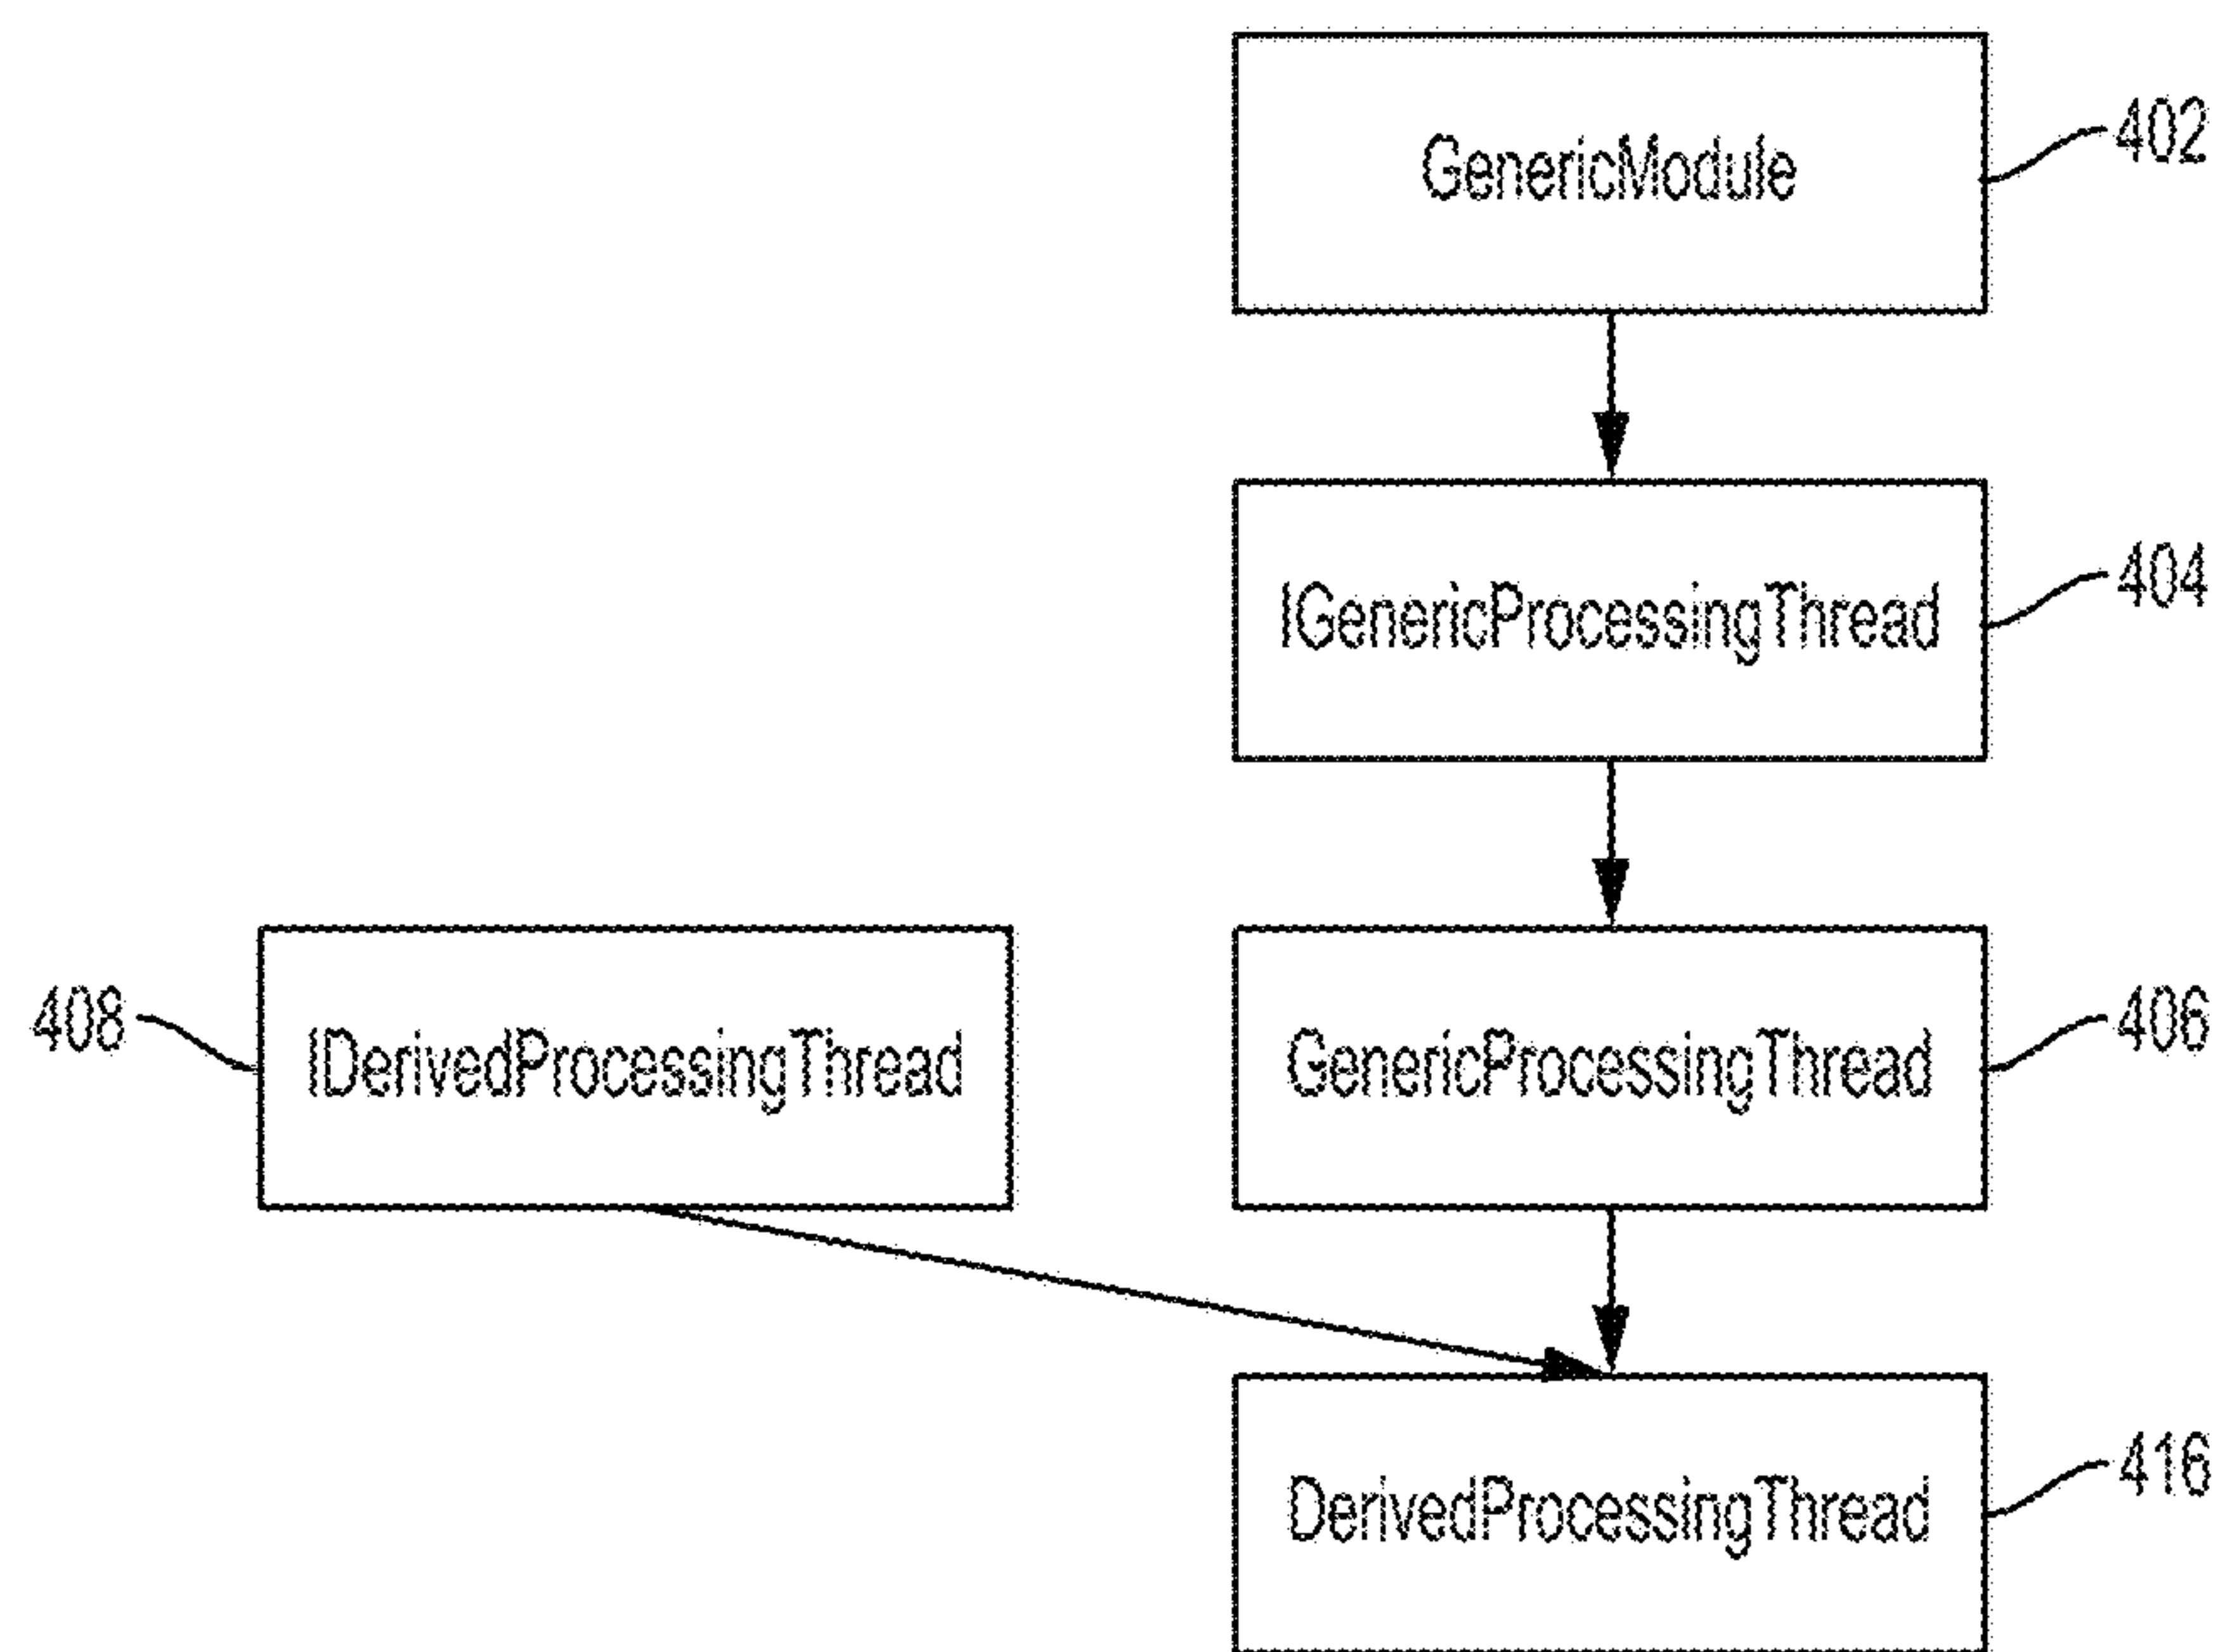 GenericModule
402
IGenericProcessingThread
404
408
IDerivedProcessingThread
GenericProcessingThread
406
DerivedProcessingThread
416